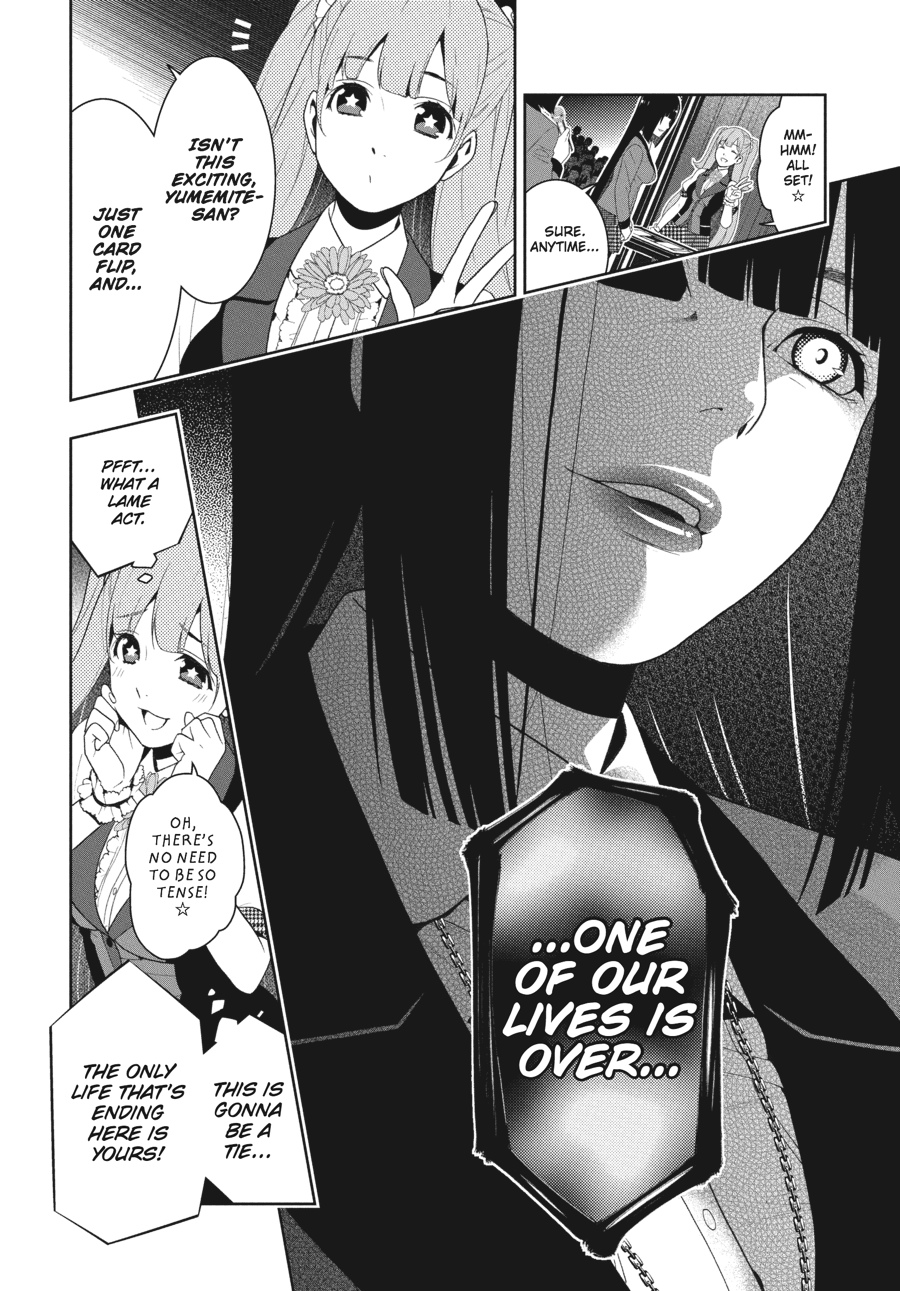 MM-
HMM!
ALL
SET!
☆
SURE.
ANYTIME...
ISN'T
THIS
EXCITING,
YUMEMITE-
SAN?
JUST
ONE
CARD
FLIP,
AND...
...ONE
OF OUR
LIVES IS
OVER...
PFFT...
WHAT A
LAME
ACT.
OH,
THERE'S
NO NEED
TO BE SO
TENSE!
☆
THIS IS
GONNA
BE A
TIE...
THE ONLY
LIFE THAT'S
ENDING
HERE IS
YOURS!